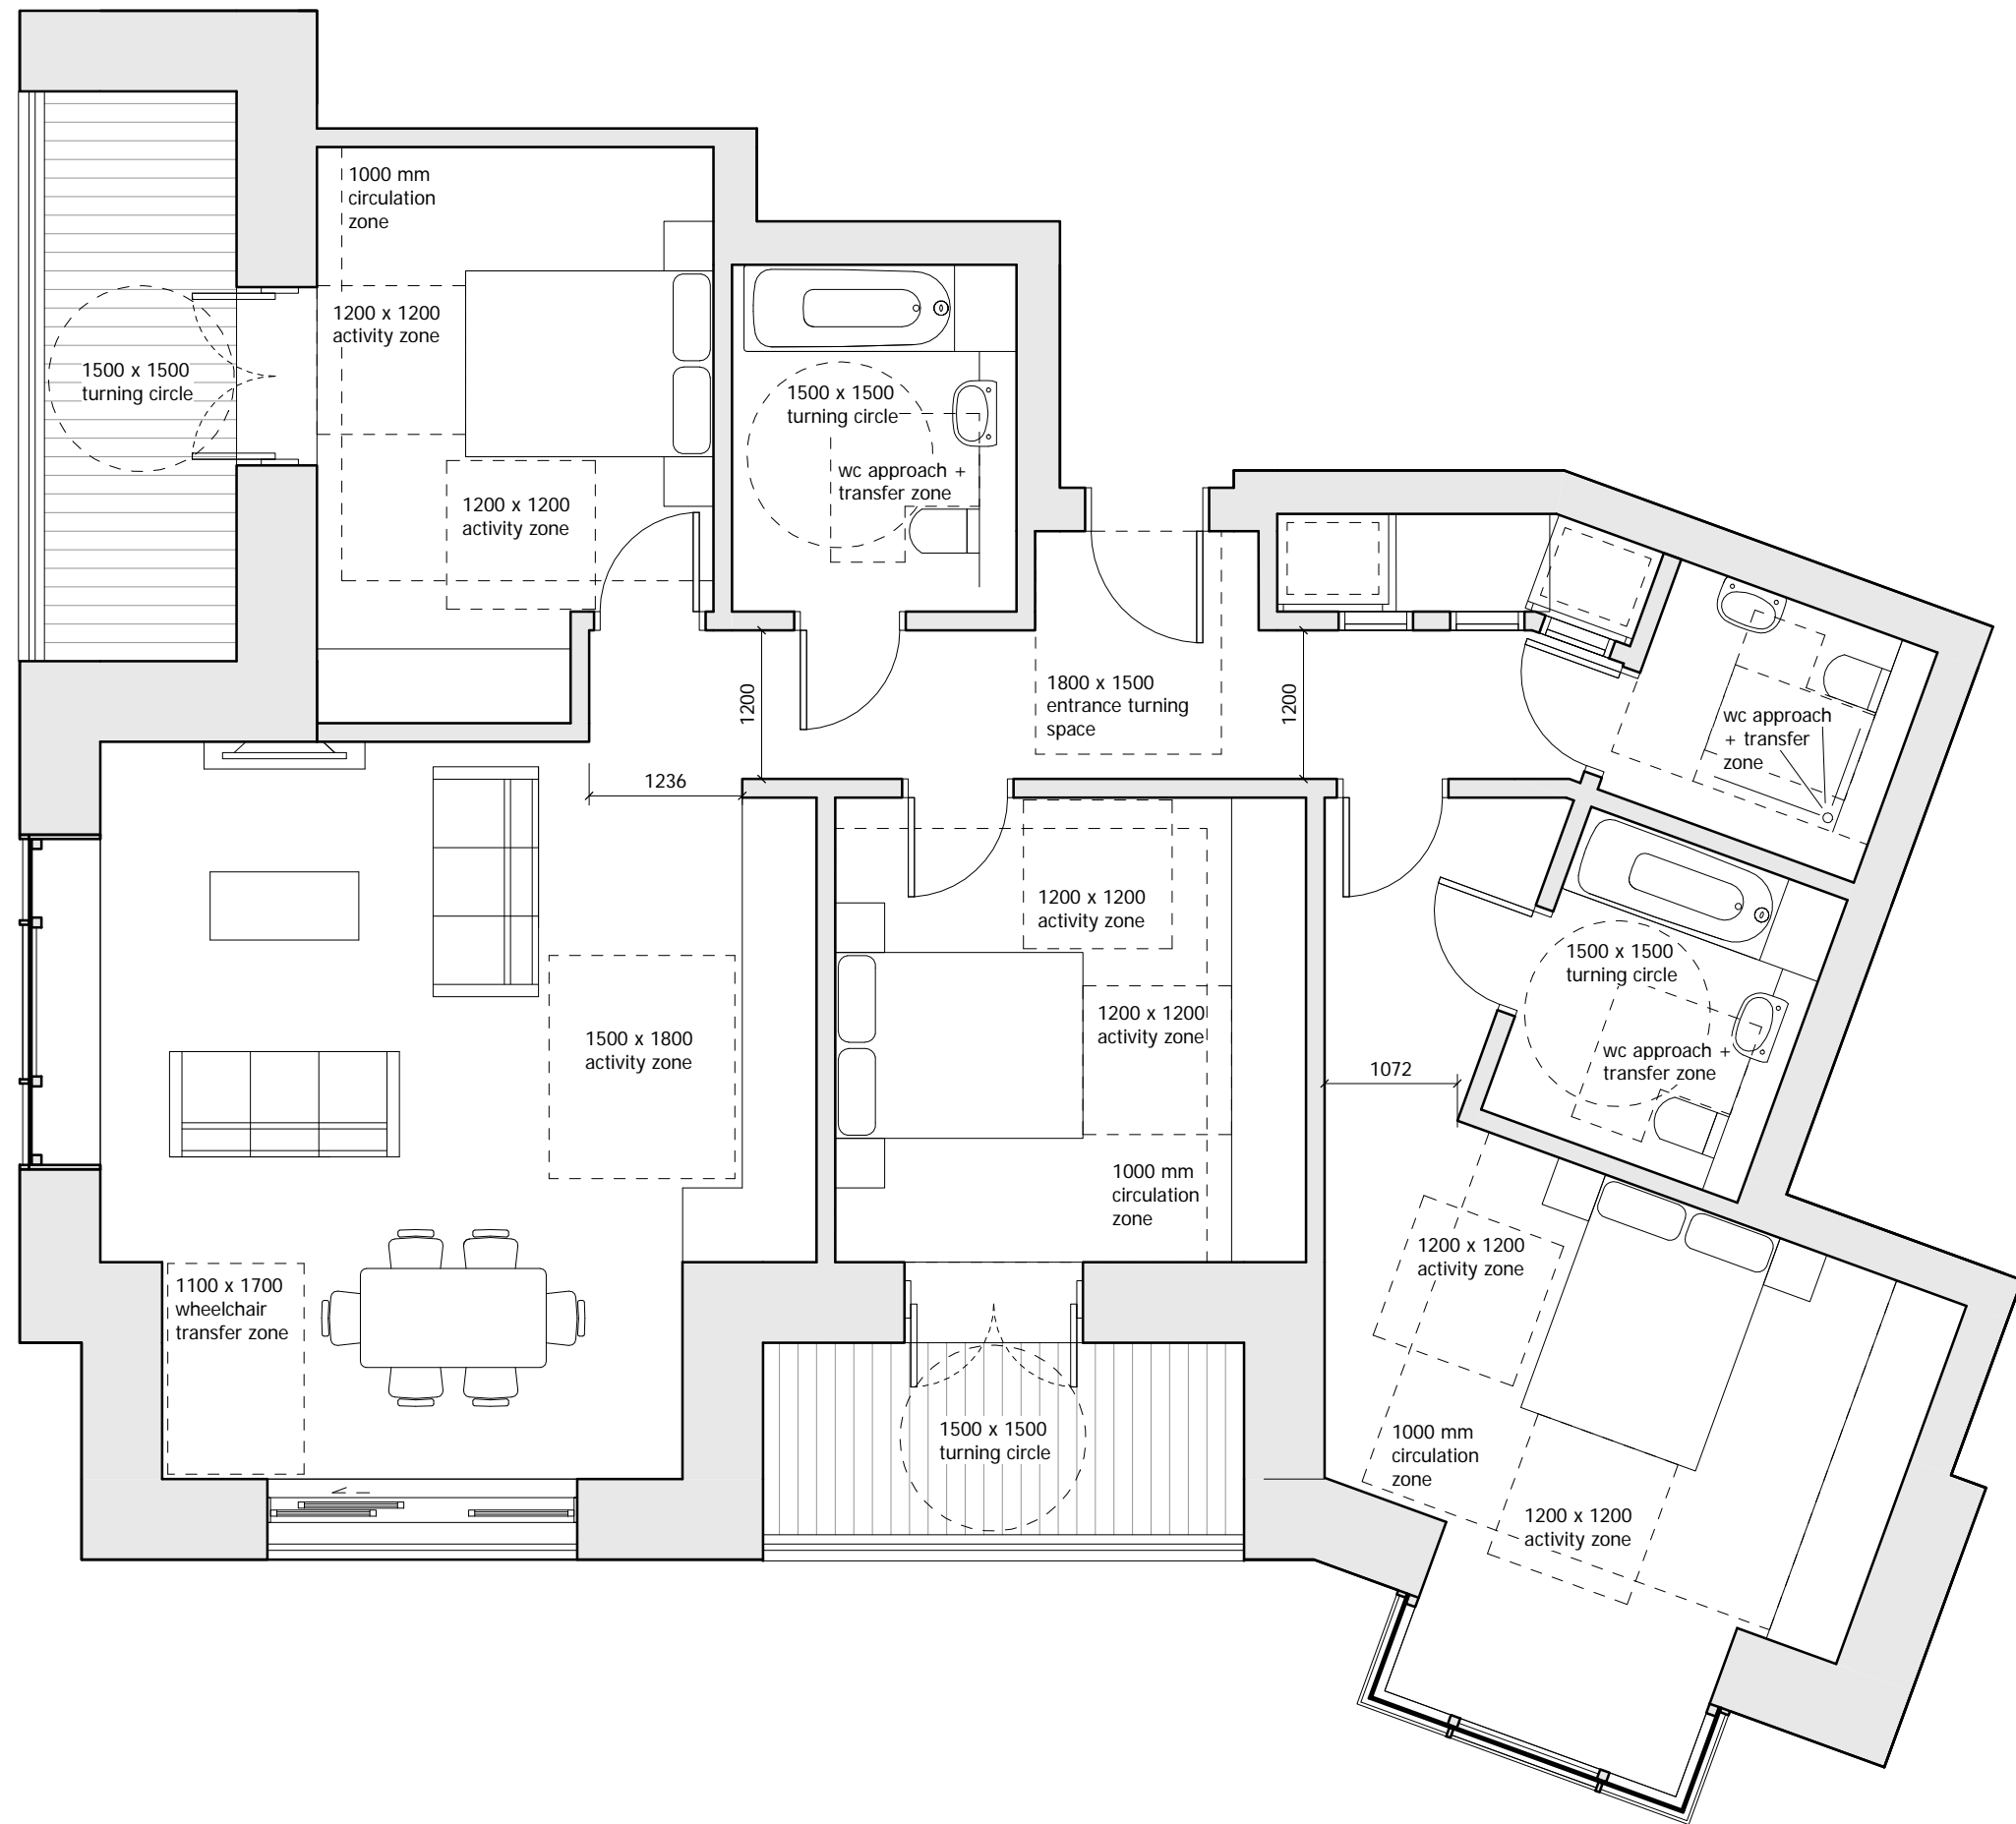 1000 mm
circulation
zone
1200 x 1200
activity zone
1500 x 1500
turning circle
1200 x 1200
activity zone
1500 x 1500
turning circle
wc approach +
transfer zone
1200
1800 x 1500
entrance turning
space
1200
wc approach
+ transfer
zone
1236
1200 x 1200
activity zone
1500 x 1500
turning circle
1200 x 1200
activity zone
1500 x 1800
activity zone
wc approach +
transfer zone
1072
1000 mm
circulation
zone
1200 x 1200
activity zone
1100 x 1700
wheelchair
transfer zone
1500 x 1500
turning circle
1000 mm
circulation
zone
1200 x 1200
activity zone